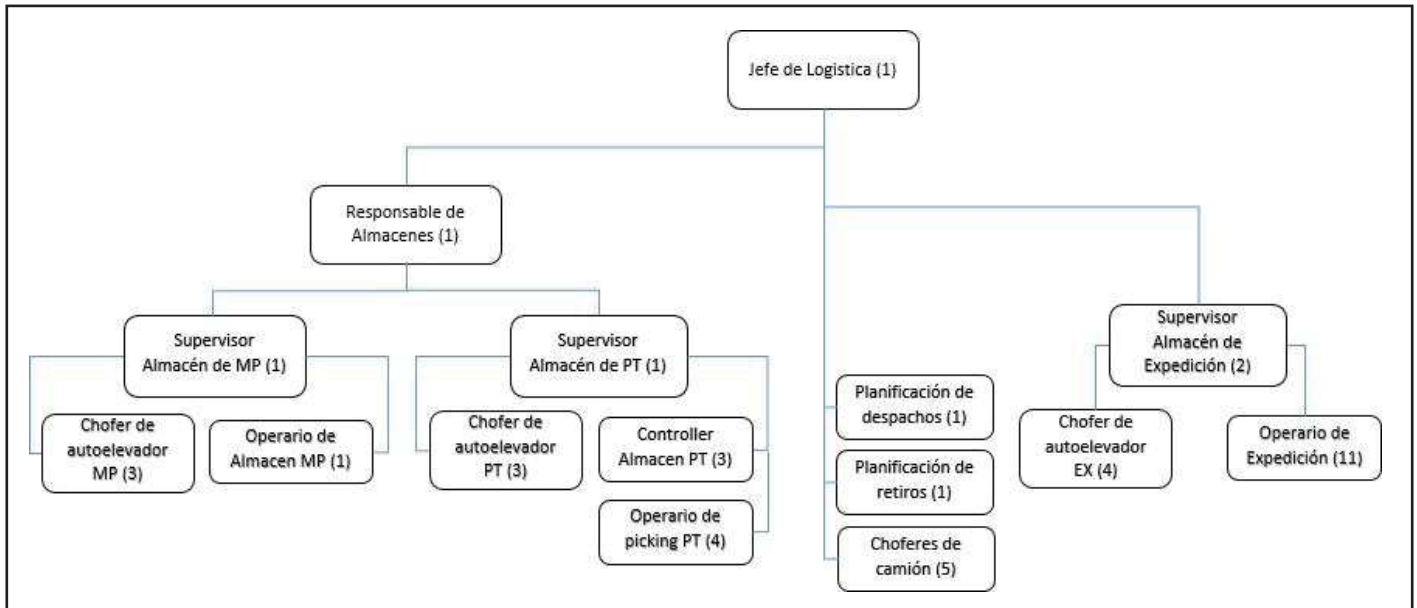 Jefe de Logistica (1)
Responsable de
Almacenes (1)
Supervisor
Almacén de MP (1)
Chofer de
autoelevador
MP (3)
Operario de
Almacen MP (1)
Supervisor
Almacén de PT (1)
Chofer de
autoelevador
PT (3)
Controller
Almacen PT (3)
Operario de
picking PT (4)
Planificación de
despachos (1)
Planificación de
retiros (1)
Choferes de
camión (5)
Supervisor
Almacén de
Expedición (2)
Chofer de
autoelevador
EX (4)
Operario de
Expedición (11)